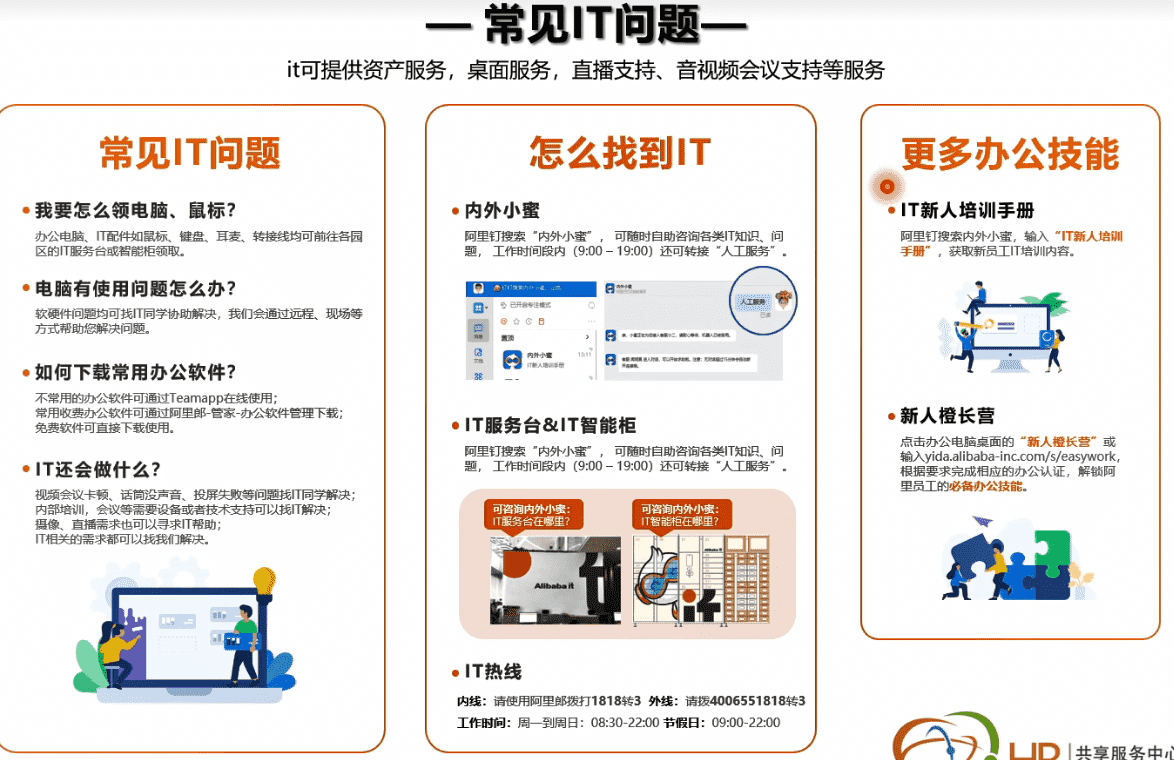 — 常见IT问题—
it可提供资产服务，桌面服务，直播支持、音视频会议支持等服务
常见IT问题
• 我要怎么领电脑、鼠标？
办公电脑、IT配件如鼠标、键盘、耳麦、转接线均可前往各园
区的IT服务台或智能柜领取。
• 电脑有使用问题怎么办？
软硬件问题均可找IT同学协助解决，我们会通过远程、现场等
方式帮助您解决问题。
• 如何下载常用办公软件？
不常用的办公软件可通过Teamapp在线使用；
常用收费办公软件可通过阿里郎-管家-办公软件管理下载；
免费软件可直接下载使用。
• IT还会做什么？
视频会议卡顿、话筒没声音、投屏失败等问题找IT同学解决；
内部培训，会议等需要设备或者技术支持可以找IT解决；
摄像、直播需求也可以寻求IT帮助；
IT相关的需求都可以找我们解决。
怎么找到IT
• 内外小蜜
阿里钉搜索“内外小蜜”，可随时自助咨询各类IT知识、问
题，工作时间段内（9:00 – 19:00）还可转接“人工服务”。
已开启专注模式
置顶
内外小蜜
13:11
IT新人培训手册
内外小蜜
人工服务
已读
• IT服务台&IT智能柜
阿里钉搜索“内外小蜜”，可随时自助咨询各类IT知识、问
题，工作时间段内（9:00 – 19:00）还可转接“人工服务”。
可咨询内外小蜜：
IT服务台在哪里？
可咨询内外小蜜：
IT智能柜在哪里？
Alibaba it
Alibaba it
it
• IT热线
内线：请使用阿里郎拨打1818转3 外线：请拨4006551818转3
工作时间：周一到周日：08:30-22:00 节假日：09:00-22:00
更多办公技能
• IT新人培训手册
阿里钉搜索内外小蜜，输入“IT新人培训
手册”，获取新员工IT培训内容。
• 新人橙长营
点击办公电脑桌面的“新人橙长营”或
输入yida.alibaba-inc.com/s/easywork，
根据要求完成相应的办公认证，解锁阿
里员工的必备办公技能。
HR 共享服务中心